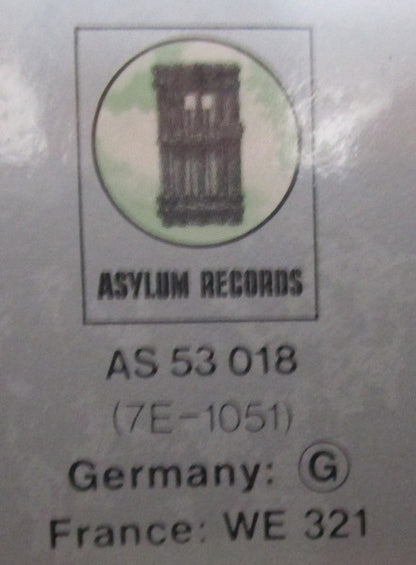 ASYLUM RECORDS
AS 53 018
(7E-1051)
Germany: G
France: WE 321